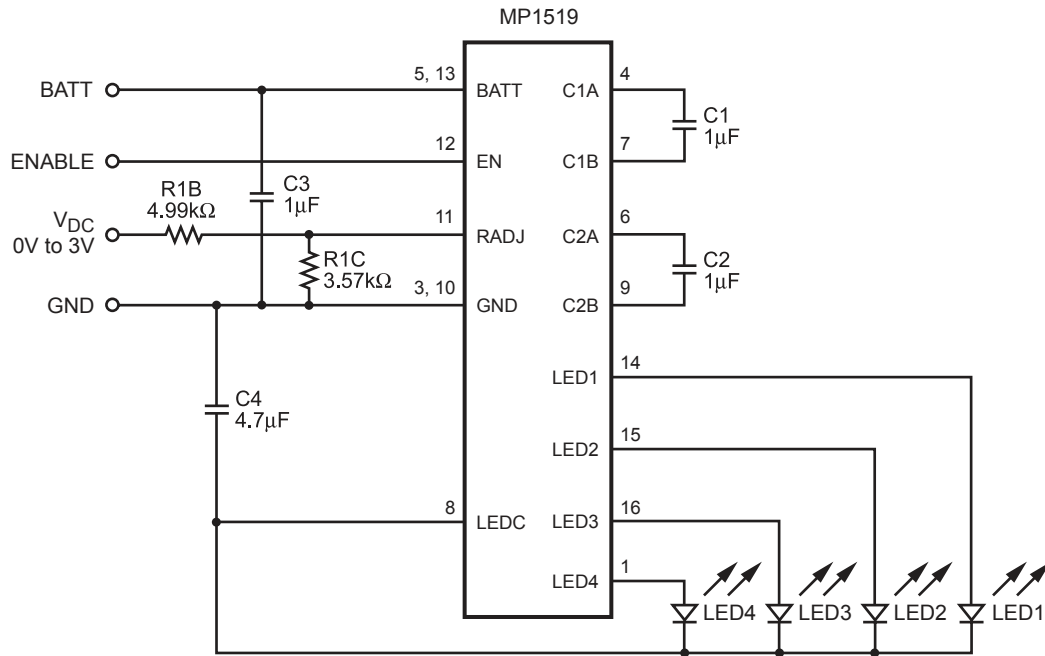 MP1519
BATT
5, 13
BATT
C1A
4
C1
1µF
ENABLE
12
EN
C1B
7
R1B
4.99kΩ
C3
1µF
VDC
0V to 3V
11
RADJ
C2A
6
R1C
3.57kΩ
C2
1µF
GND
3, 10
GND
C2B
9
LED1
14
C4
4.7µF
LED2
15
8
LEDC
LED3
16
LED4
1
LED4
LED3
LED2
LED1